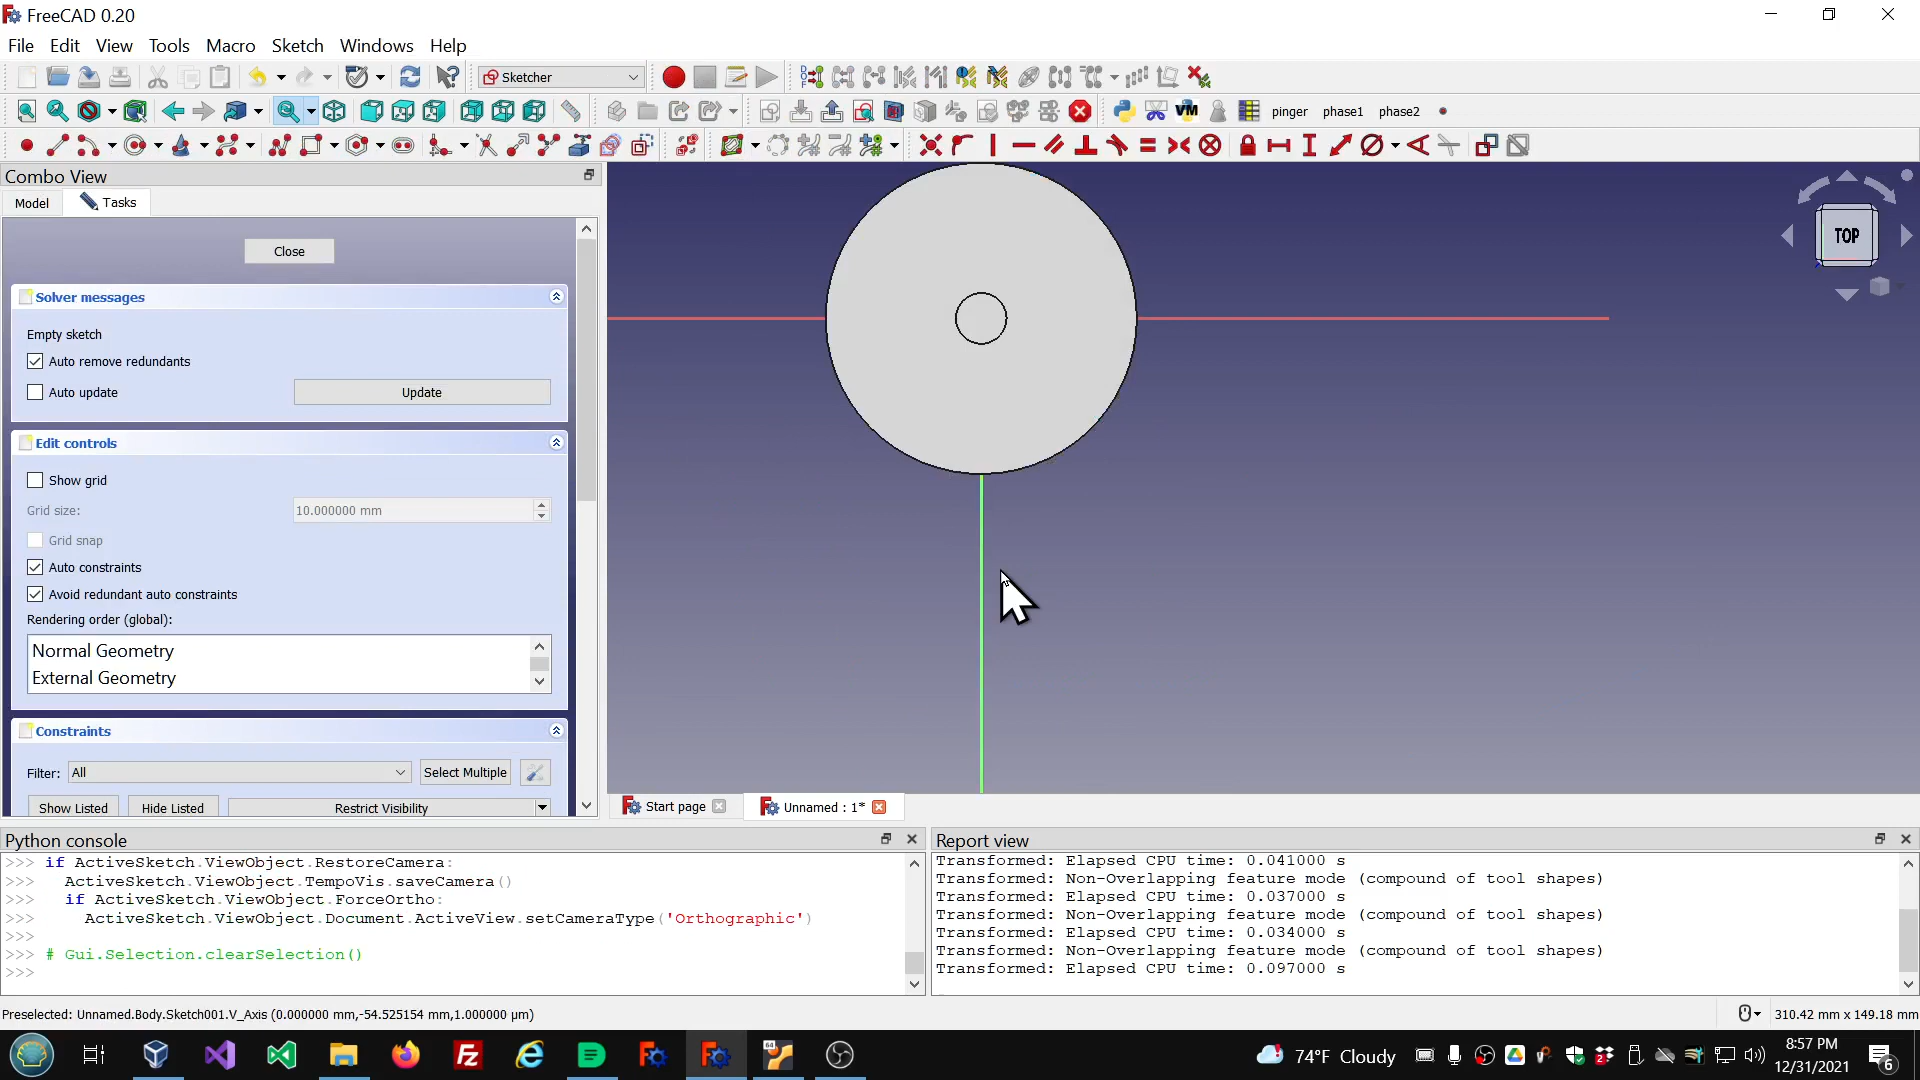 FreeCAD 0.20
File Edit View Tools Macro Sketch Windows Help
Sketcher
pinger phase1 phase2
Combo View
Model Tasks
Close
Solver messages
Empty sketch
Auto remove redundants
Auto update Update
Edit controls
Show grid
Grid size: 10.000000 mm
Grid snap
Auto constraints
Avoid redundant auto constraints
Rendering order (global):
Normal Geometry
External Geometry
Constraints
Filter: All Select Multiple
Show Listed Hide Listed Restrict Visibility
TOP
Start page Unnamed : 1*
Python console
>>> if ActiveSketch.ViewObject.RestoreCamera:
>>>   ActiveSketch.ViewObject.TempoVis.saveCamera()
>>>   if ActiveSketch.ViewObject.ForceOrtho:
>>>     ActiveSketch.ViewObject.Document.ActiveView.setCameraType('Orthographic')
>>>
>>> # Gui.Selection.clearSelection()
>>>
Report view
Transformed: Elapsed CPU time: 0.041000 s
Transformed: Non-Overlapping feature mode (compound of tool shapes)
Transformed: Elapsed CPU time: 0.037000 s
Transformed: Non-Overlapping feature mode (compound of tool shapes)
Transformed: Elapsed CPU time: 0.034000 s
Transformed: Non-Overlapping feature mode (compound of tool shapes)
Transformed: Elapsed CPU time: 0.097000 s
Preselected: Unnamed.Body.Sketch001.V_Axis (0.000000 mm,-54.525154 mm,1.000000 µm)
310.42 mm x 149.18 mm
74°F Cloudy
8:57 PM
12/31/2021
6